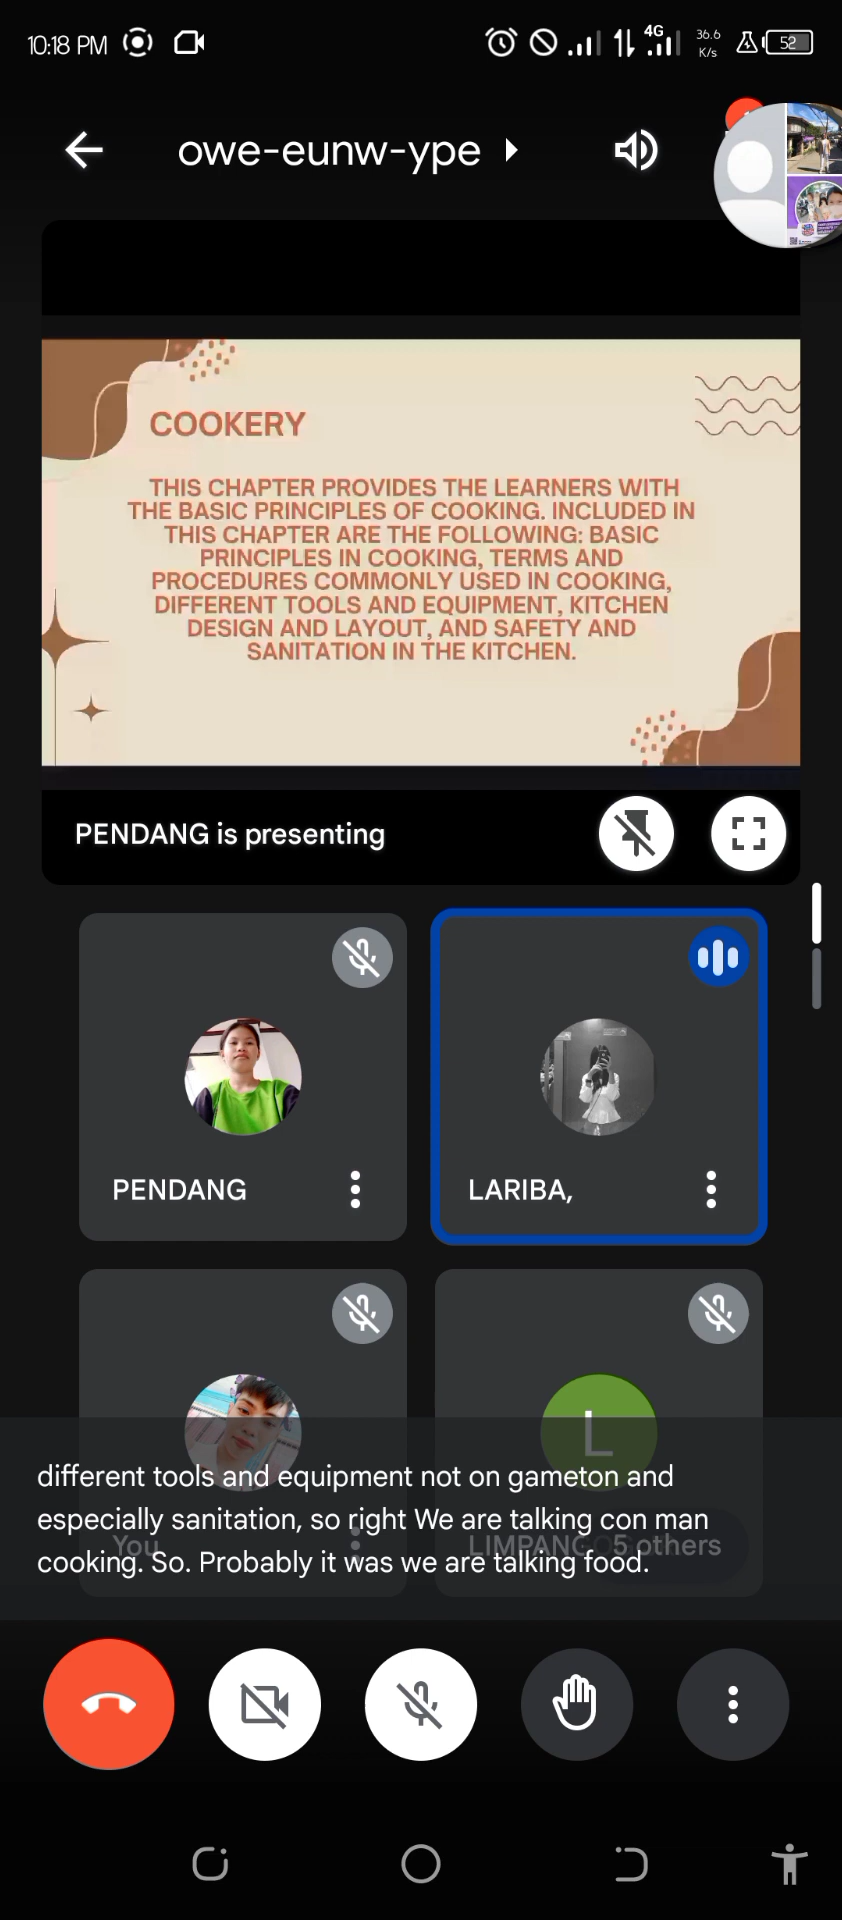 10:18 PM
4G
36.6
K/s
52
owe-eunw-ype
COOKERY
THIS CHAPTER PROVIDES THE LEARNERS WITH
THE BASIC PRINCIPLES OF COOKING. INCLUDED IN
THIS CHAPTER ARE THE FOLLOWING: BASIC
PRINCIPLES IN COOKING, TERMS AND
PROCEDURES COMMONLY USED IN COOKING,
DIFFERENT TOOLS AND EQUIPMENT, KITCHEN
DESIGN AND LAYOUT, AND SAFETY AND
SANITATION IN THE KITCHEN.
PENDANG is presenting
PENDANG
LARIBA,
L
different tools and equipment not on gameton and
especially sanitation, so right We are talking con man
cooking. So. Probably it was we are talking food.
You
5 others